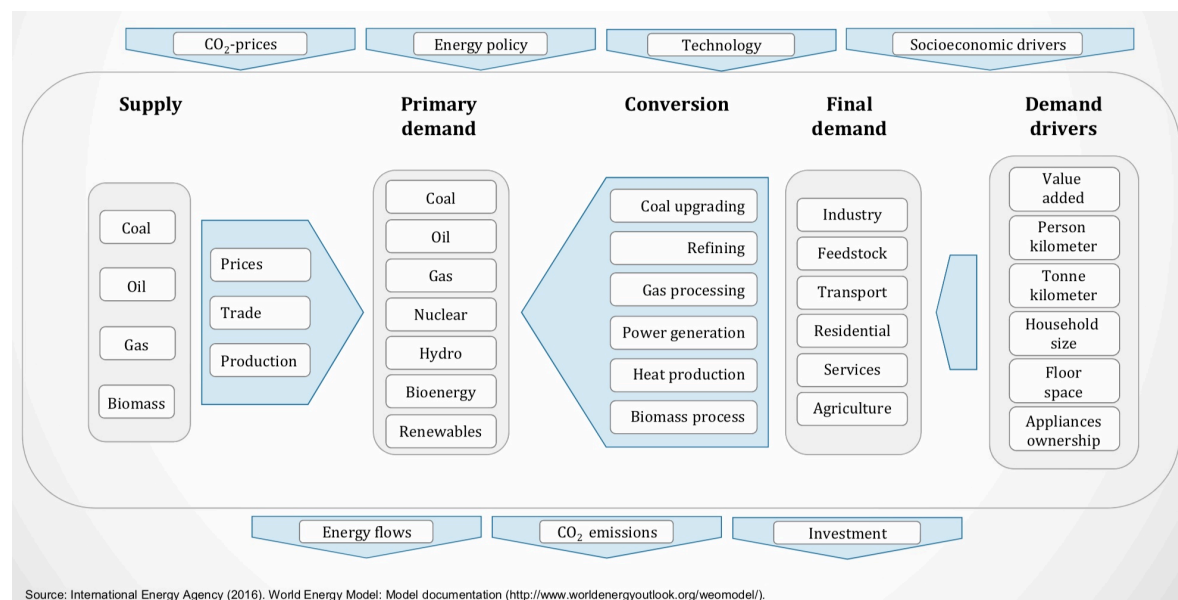 CO₂-prices
Energy policy
Technology
Socioeconomic drivers
Supply
Primary
demand
Conversion
Final
demand
Demand
drivers
Coal
Oil
Gas
Biomass
Prices
Trade
Production
Coal
Oil
Gas
Nuclear
Hydro
Bioenergy
Renewables
Coal upgrading
Refining
Gas processing
Power generation
Heat production
Biomass process
Industry
Feedstock
Transport
Residential
Services
Agriculture
Value
added
Person
kilometer
Tonne
kilometer
Household
size
Floor
space
Appliances
ownership
Energy flows
CO₂ emissions
Investment
Source: International Energy Agency (2016). World Energy Model: Model documentation (http://www.worldenergyoutlook.org/weomodel/).